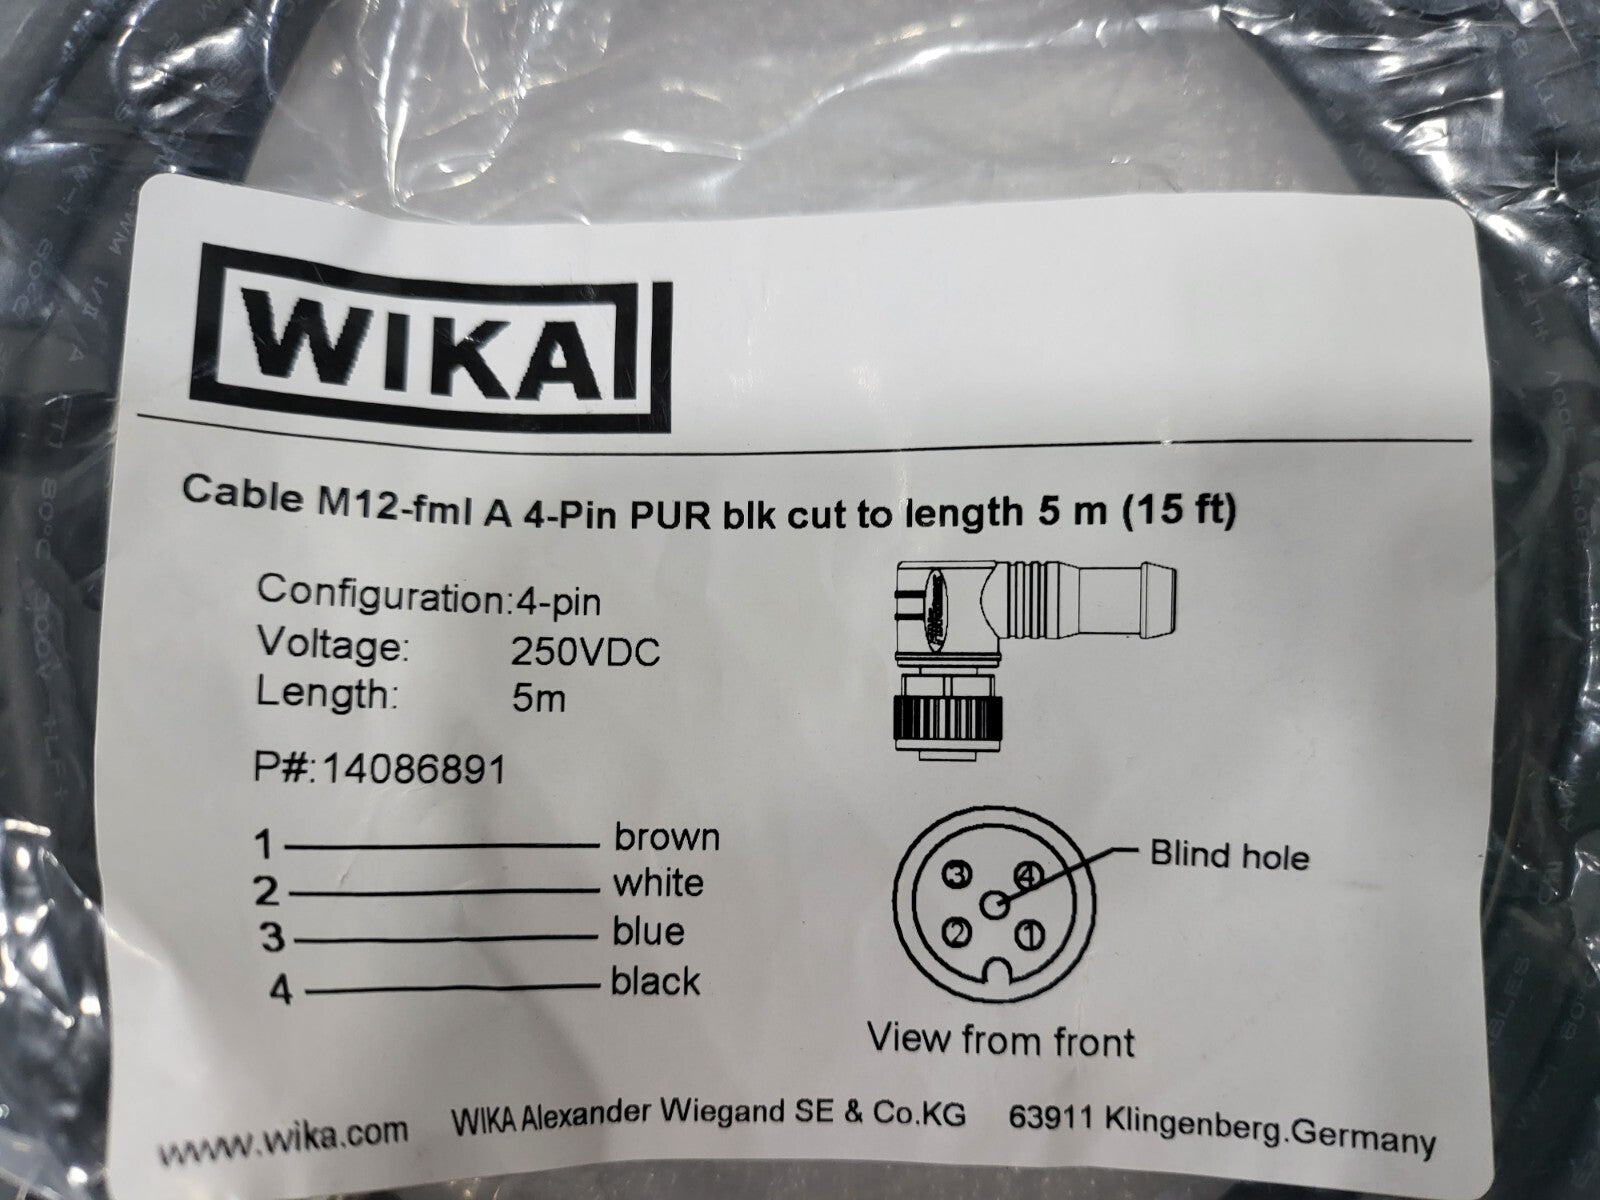 WIKA
Cable M12-fml A 4-Pin PUR blk cut to length 5 m (15 ft)
Configuration:4-pin
Voltage: 250VDC
Length: 5m
P#:14086891
1 brown
2 white
3 blue
4 black
Blind hole
3 4
2 1
View from front
www.wika.com WIKA Alexander Wiegand SE & Co.KG 63911 Klingenberg.Germany